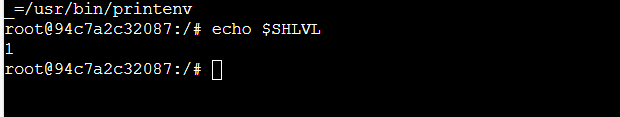 _=/usr/bin/printenv
root@94c7a2c32087:/# echo $SHLVL
1
root@94c7a2c32087:/#